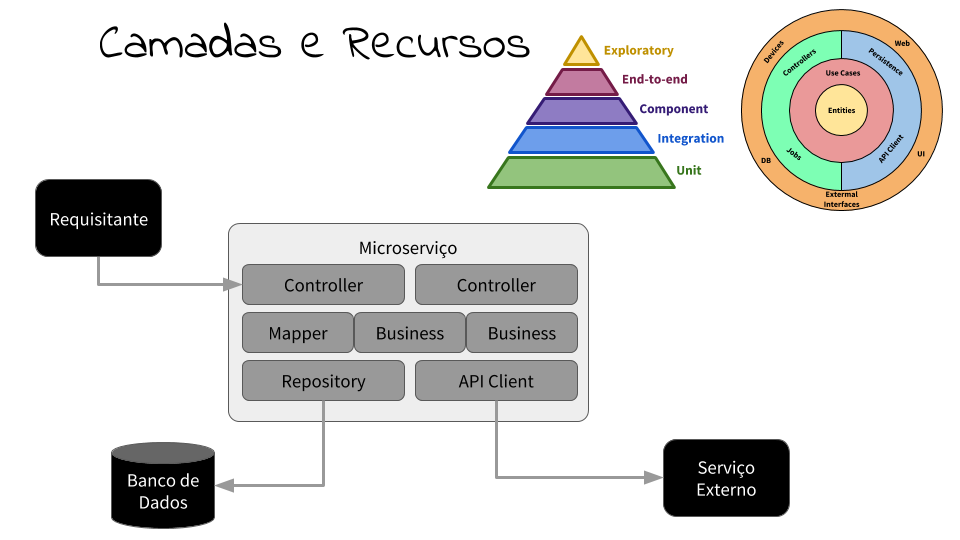 Camadas e Recursos
Exploratory
End-to-end
Component
Integration
Unit
Devices
Web
Controllers
Persistence
Use Cases
Entities
Jobs
API Client
DB
UI
Extermal
Interfaces
Requisitante
Microserviço
Controller
Controller
Mapper
Business
Business
Repository
API Client
Banco de
Dados
Serviço
Externo